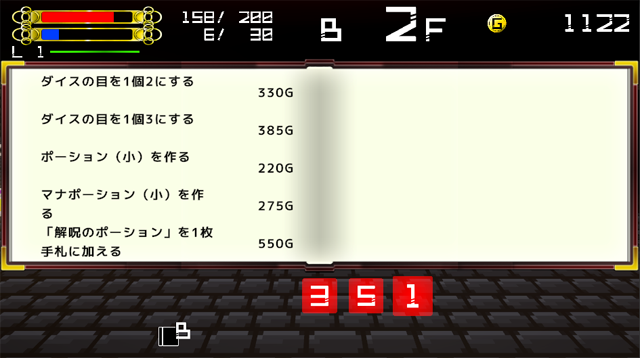 158/ 200
6/ 30
L 1
B 2F
G 1122
ダイスの目を1個2にする
330G
ダイスの目を1個3にする
385G
ポーション（小）を作る
220G
マナポーション（小）を作
る
275G
「解呪のポーション」を1枚
手札に加える
550G
3 5 1
B